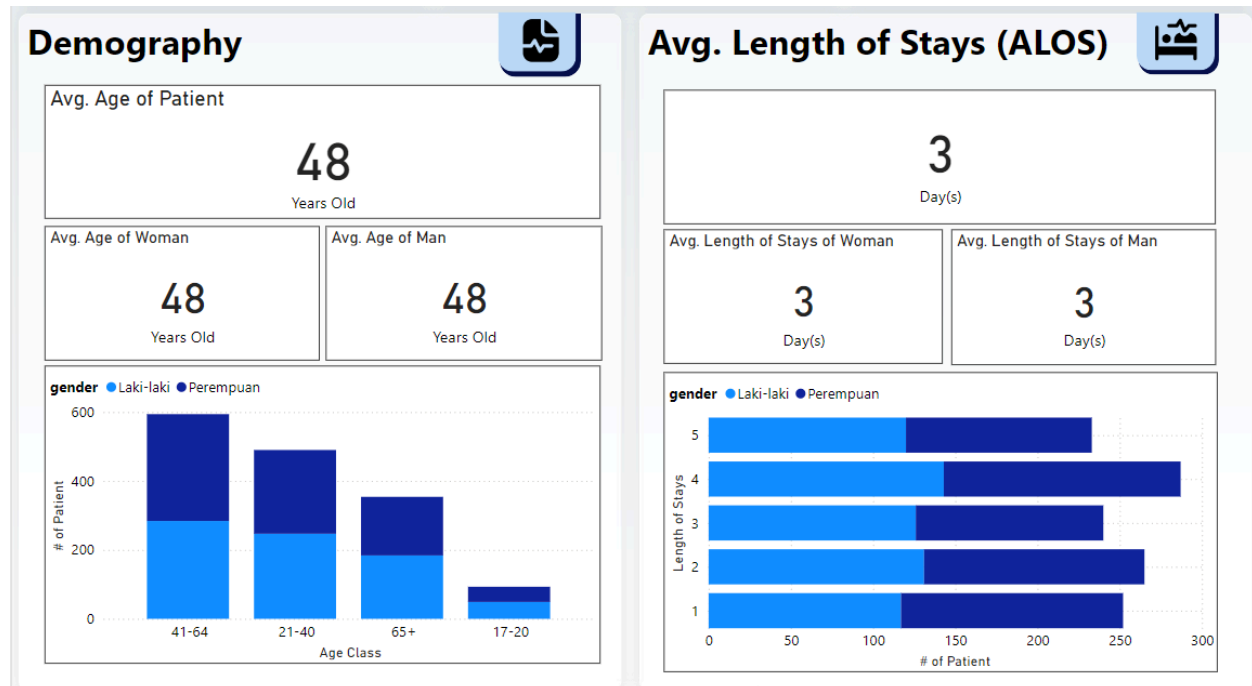 Demography
Avg. Age of Patient
48
Years Old
Avg. Age of Woman
48
Years Old
Avg. Age of Man
48
Years Old
gender Laki-laki Perempuan
# of Patient
600
400
200
0
41-64 21-40 65+ 17-20
Age Class
Avg. Length of Stays (ALOS)
3
Day(s)
Avg. Length of Stays of Woman
3
Day(s)
Avg. Length of Stays of Man
3
Day(s)
gender Laki-laki Perempuan
Length of Stays
5
4
3
2
1
0 50 100 150 200 250 300
# of Patient